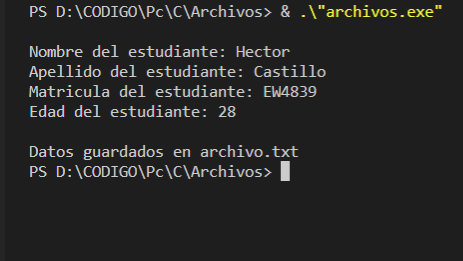 PS D:\CODIGO\Pc\C\Archivos> & .\"archivos.exe"
Nombre del estudiante: Hector
Apellido del estudiante: Castillo
Matricula del estudiante: EW4839
Edad del estudiante: 28
Datos guardados en archivo.txt
PS D:\CODIGO\Pc\C\Archivos>